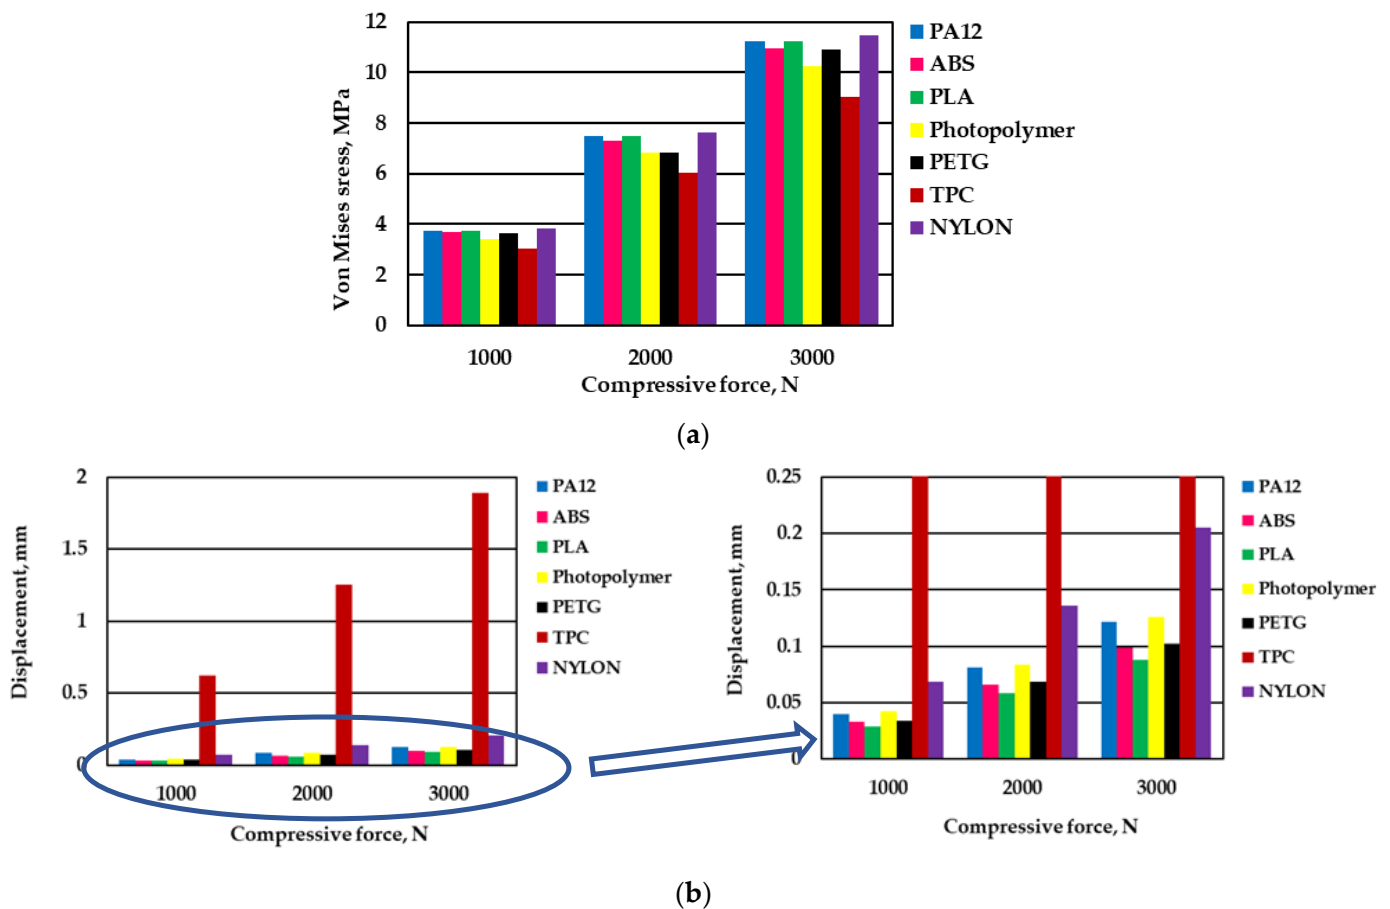 12
10
8
6
4
2
0
Von Mises sress, MPa
1000 2000 3000
Compressive force, N
PA12
ABS
PLA
Photopolymer
PETG
TPC
NYLON
(a)
2
1.5
1
0.5
0
Displacement, mm
1000 2000 3000
Compressive force, N
PA12
ABS
PLA
Photopolymer
PETG
TPC
NYLON
0.25
0.2
0.15
0.1
0.05
0
Displacement, mm
1000 2000 3000
Compressive force, N
PA12
ABS
PLA
Photopolymer
PETG
TPC
NYLON
(b)